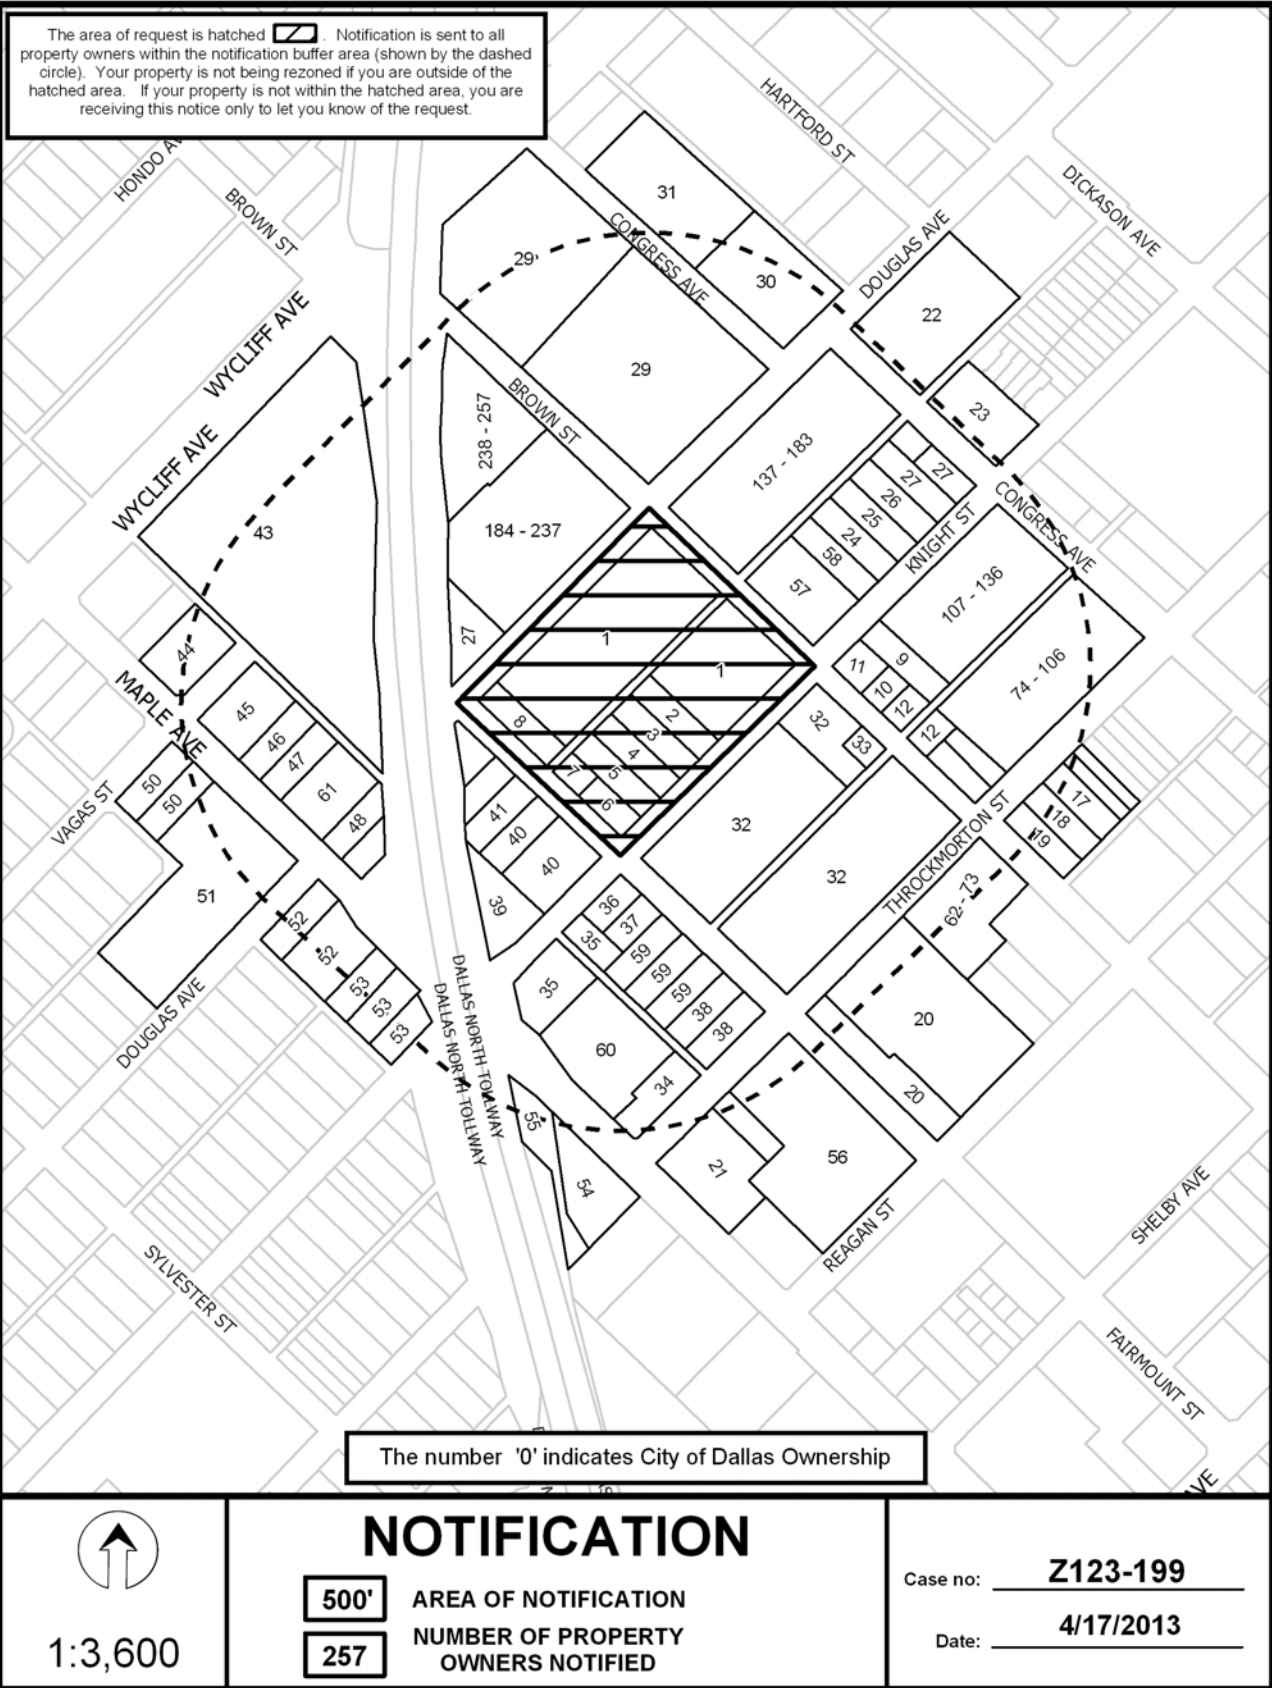 The area of request is hatched . Notification is sent to all
property owners within the notification buffer area (shown by the dashed
circle). Your property is not being rezoned if you are outside of the
hatched area. If your property is not within the hatched area, you are
receiving this notice only to let you know of the request.
HARTFORD ST
HONDO AV
DICKASON AVE
BROWN ST
31
CONGRESS AVE
DOUGLAS AVE
29
30
22
WYCLIFF AVE
29
BROWN ST
238 - 257
23
WYCLIFF AVE
137 - 183
27
27
26
25
24
58
57
CONGRESS AVE
KNIGHT ST
43
184 - 237
107 - 136
27
1
1
44
11
9
10
12
12
74 - 106
MAPLE AVE
45
46
47
61
48
8
2
3
4
5
7
6
32
33
50
50
VAGAS ST
41
40
40
32
17
18
19
THROCKMORTON ST
32
51
39
36
37
35
59
59
59
38
38
62 - 73
52
52
53
53
53
35
60
34
20
20
DOUGLAS AVE
DALLAS NORTH TOLLWAY
DALLAS NORTH TOLLWAY
55
54
21
56
REAGAN ST
SHELBY AVE
SYLVESTER ST
FAIRMOUNT ST
VE
The number '0' indicates City of Dallas Ownership
1:3,600
NOTIFICATION
500' AREA OF NOTIFICATION
257 NUMBER OF PROPERTY
OWNERS NOTIFIED
Case no: Z123-199
Date: 4/17/2013